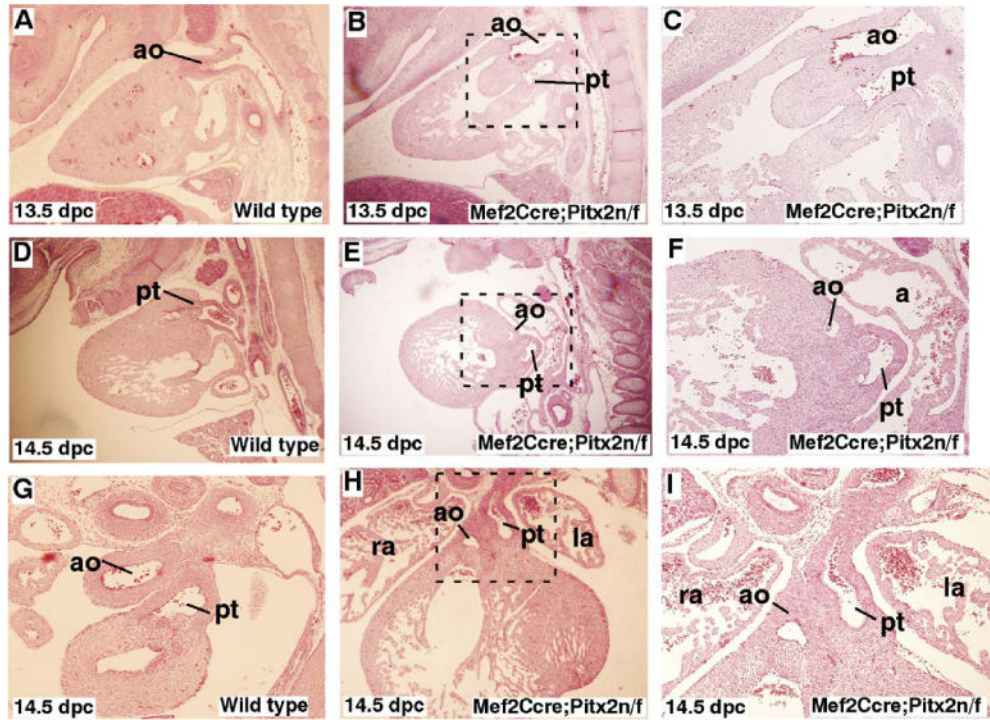 A
ao
13.5 dpc
Wild type
B
ao
pt
13.5 dpc
Mef2Ccre;Pitx2n/f
C
ao
pt
13.5 dpc
Mef2Ccre;Pitx2n/f
D
pt
14.5 dpc
Wild type
E
ao
pt
14.5 dpc
Mef2Ccre;Pitx2n/f
F
ao
a
pt
14.5 dpc
Mef2Ccre;Pitx2n/f
G
ao
pt
14.5 dpc
Wild type
H
ao
pt
ra
la
14.5 dpc
Mef2Ccre;Pitx2n/f
I
ra
ao
la
pt
14.5 dpc
Mef2Ccre;Pitx2n/f